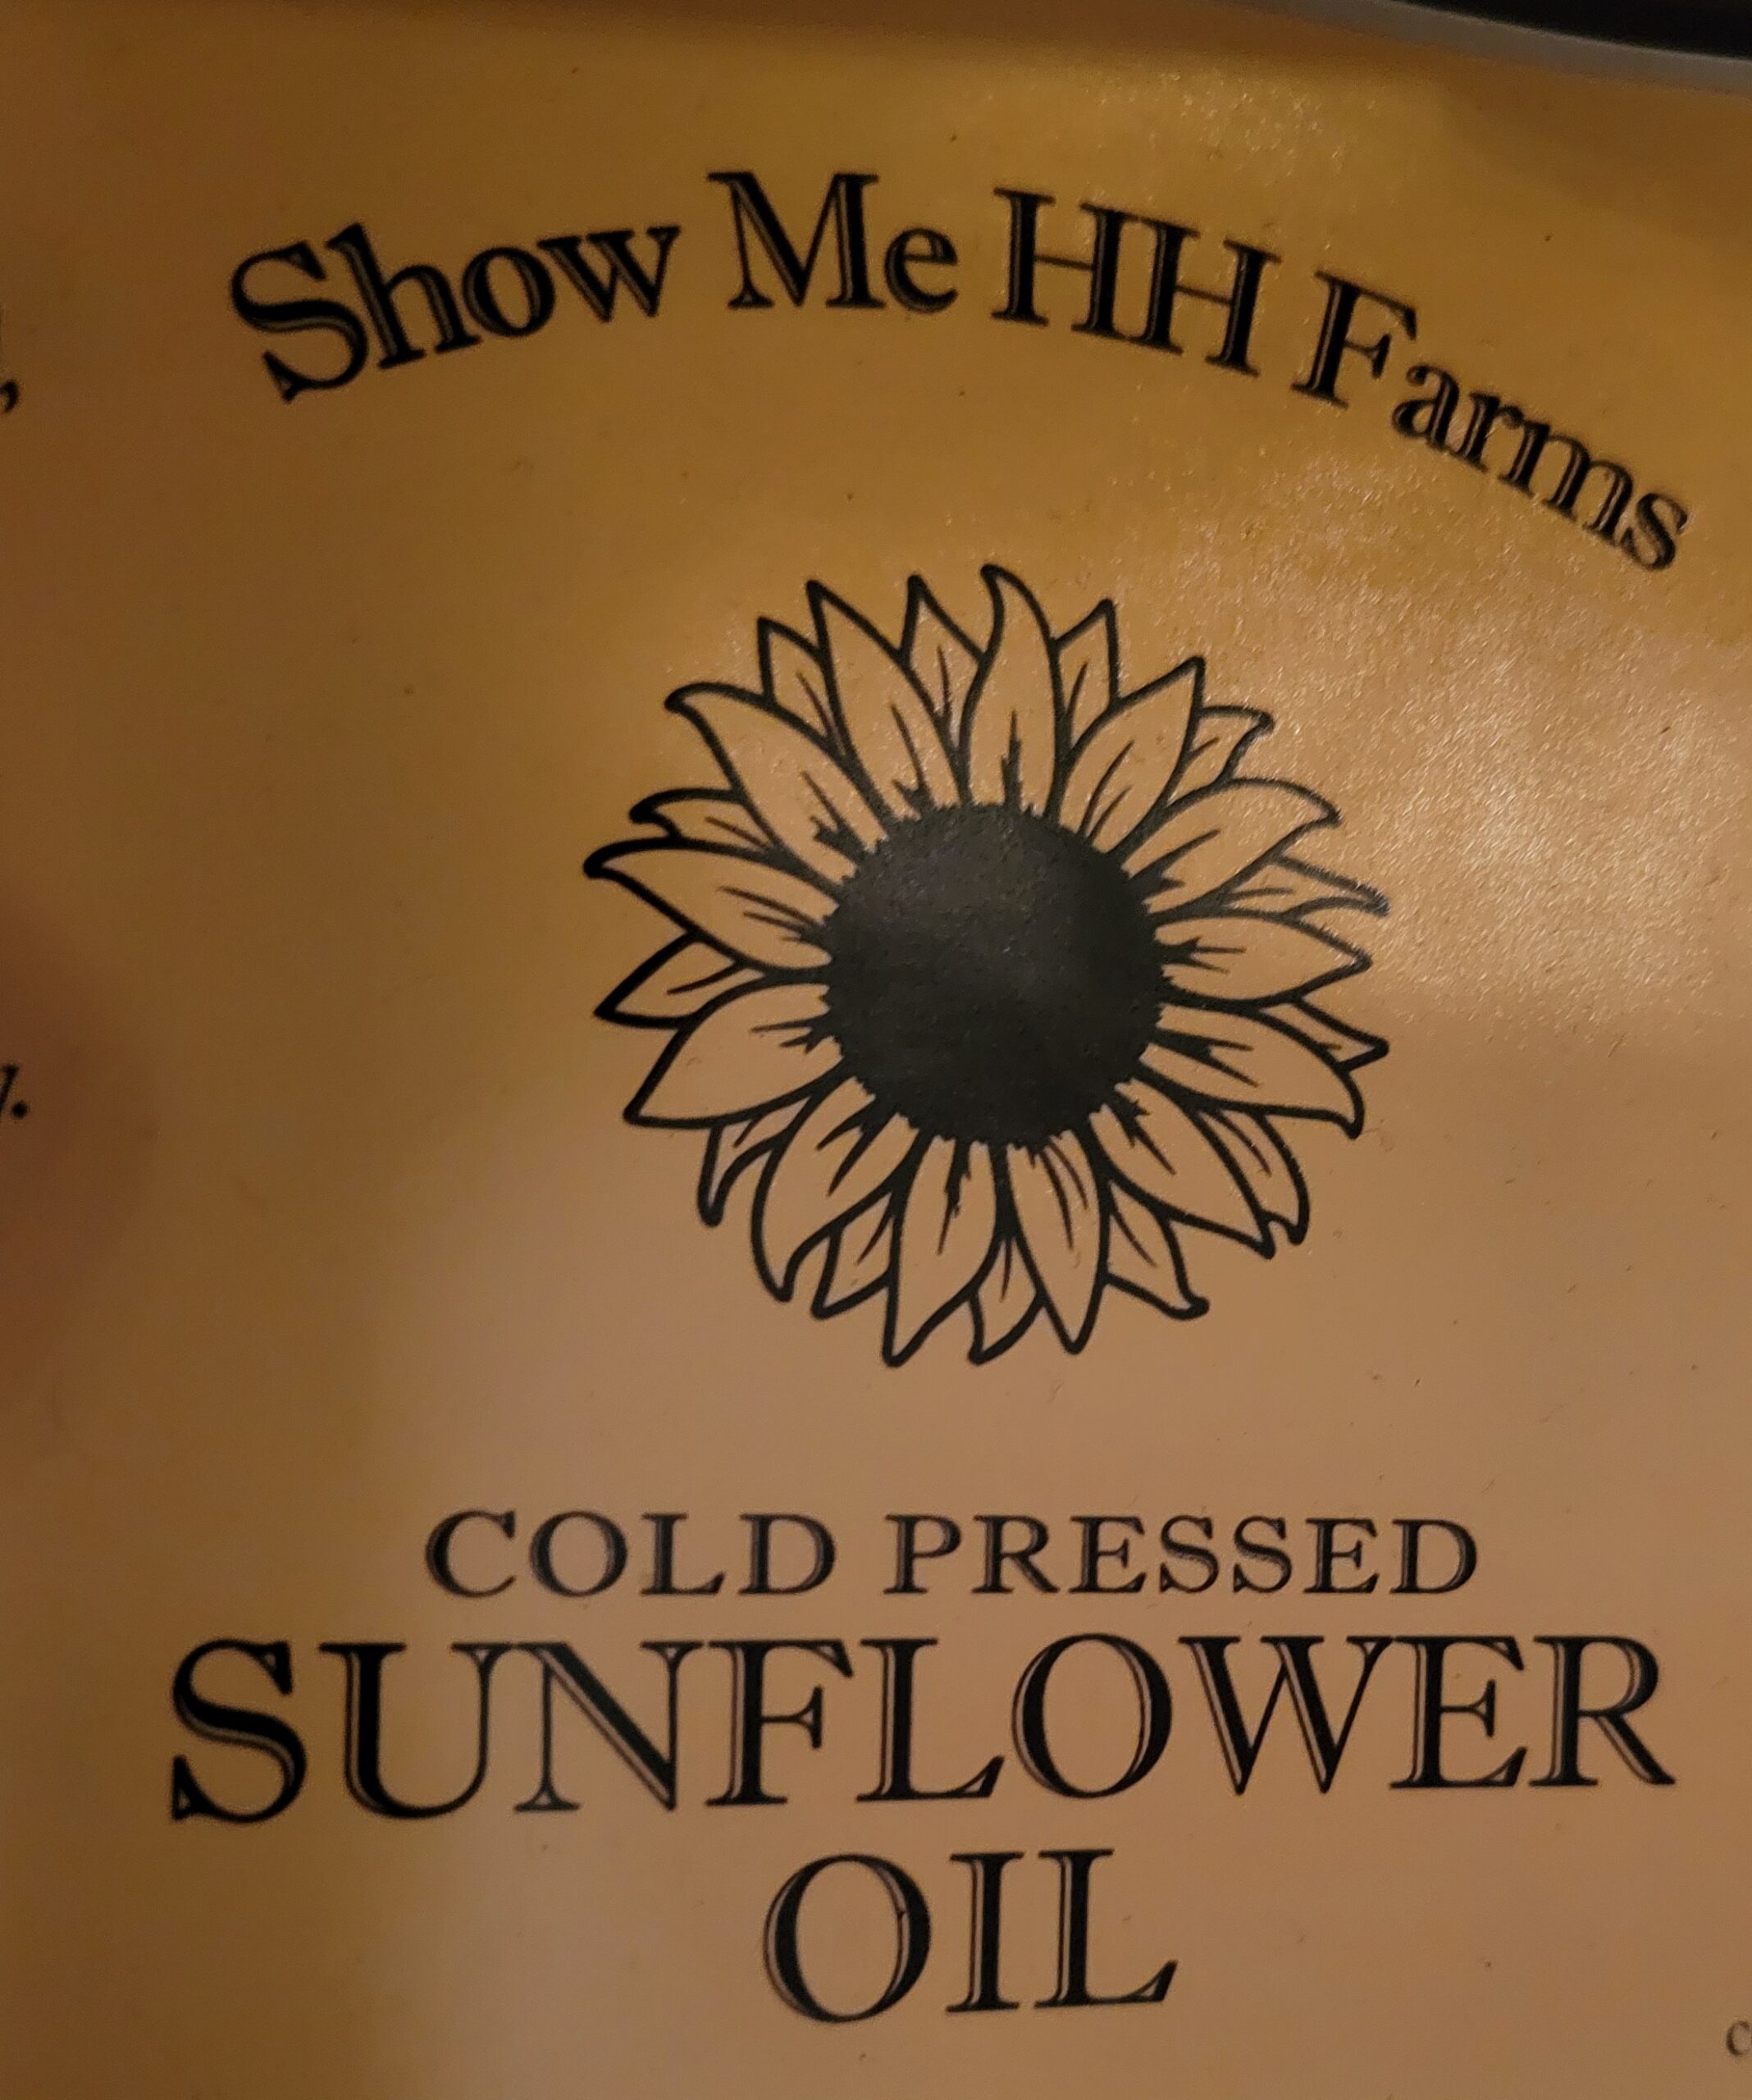 Show Me HH Farms
COLD PRESSED
SUNFLOWER
OIL